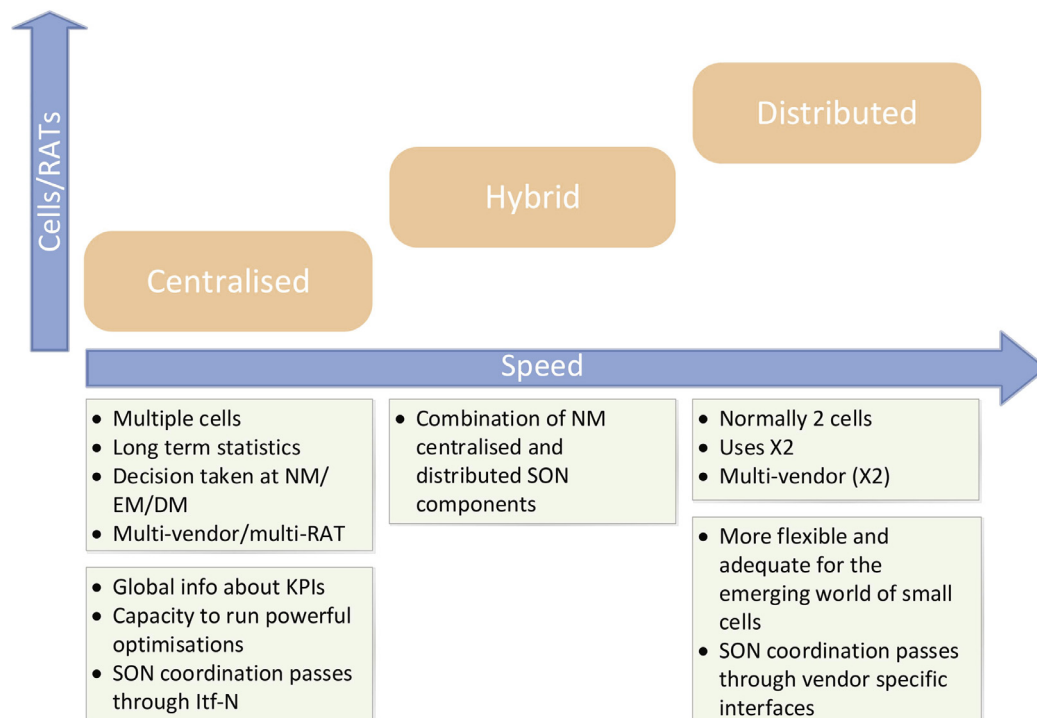 Cells/RATs
Distributed
Hybrid
Centralised
Speed
• Multiple cells
• Long term statistics
• Decision taken at NM/
EM/DM
• Multi-vendor/multi-RAT
• Global info about KPIs
• Capacity to run powerful
optimisations
• SON coordination passes
through Itf-N
• Combination of NM
centralised and
distributed SON
components
• Normally 2 cells
• Uses X2
• Multi-vendor (X2)
• More flexible and
adequate for the
emerging world of small
cells
• SON coordination passes
through vendor specific
interfaces